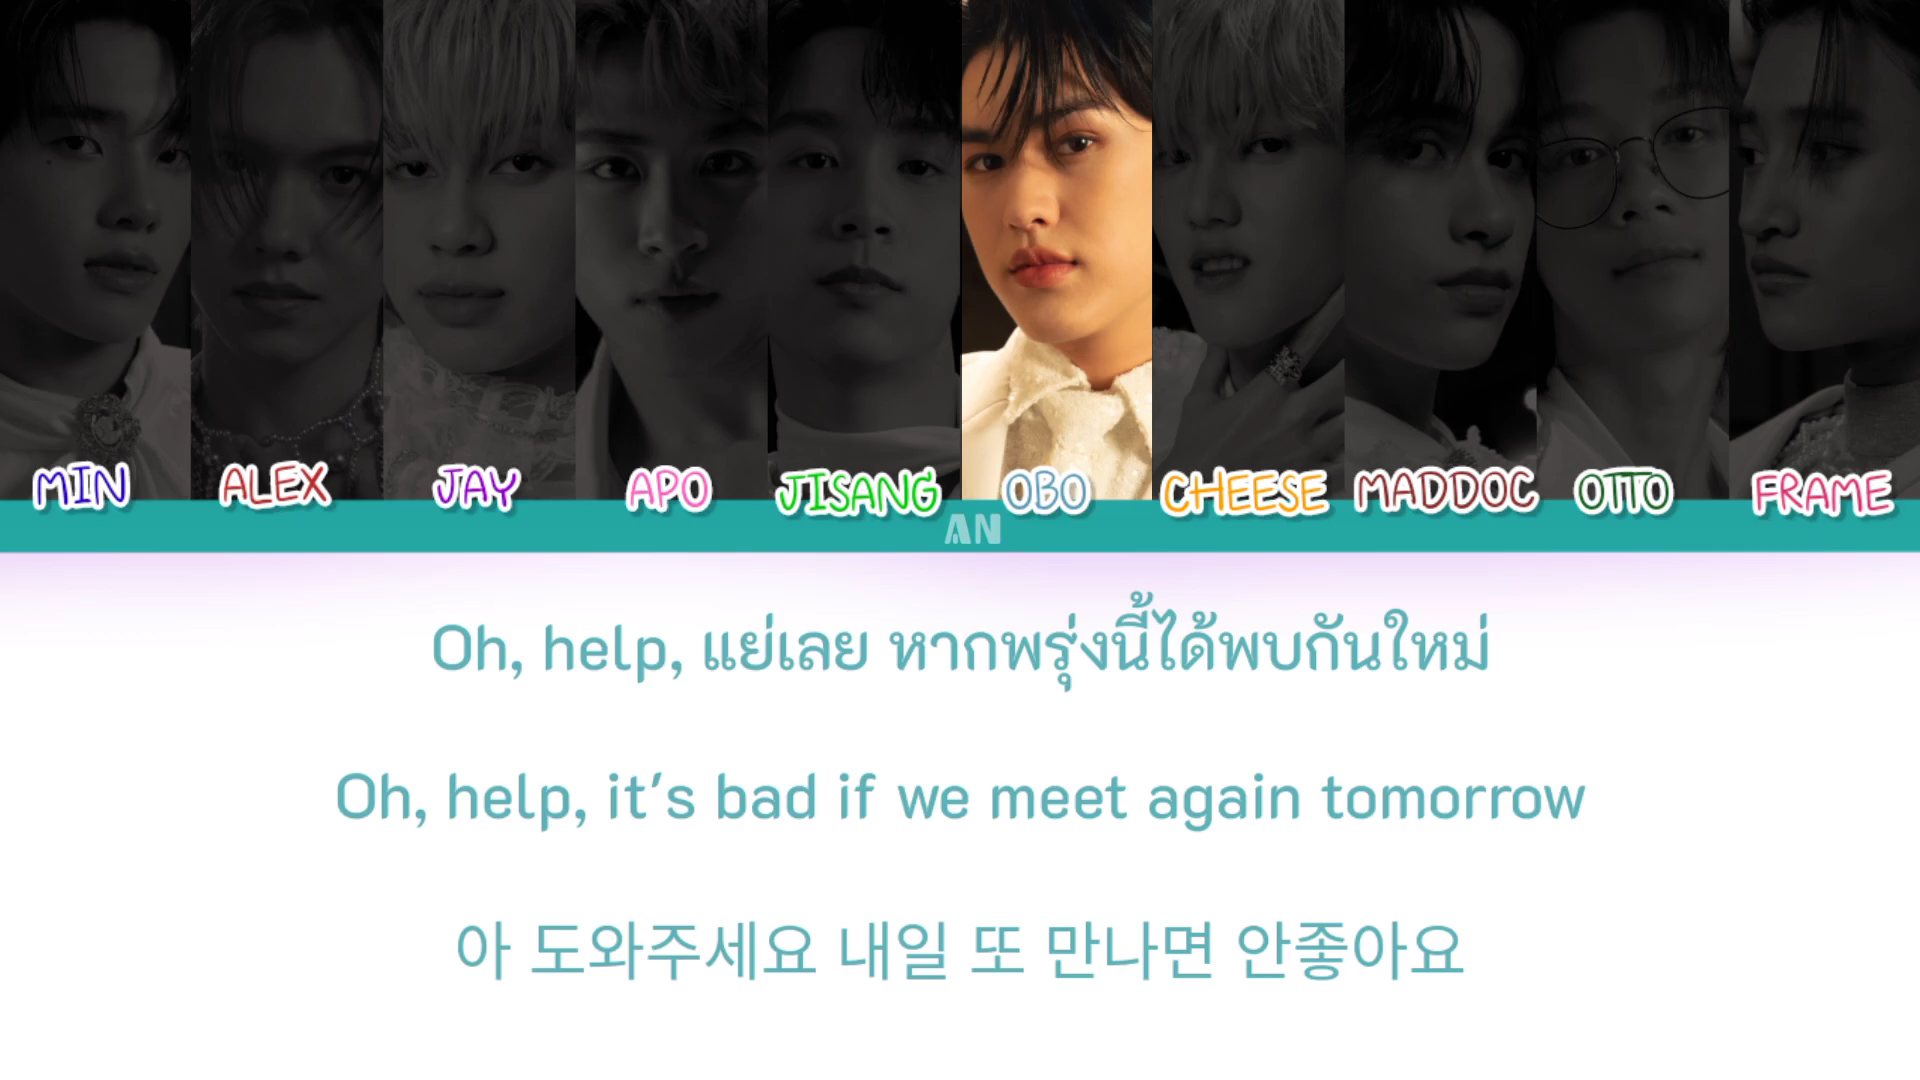 MIN ALEX JAY APO JISANG OBO CHEESE MADDOC OTTO FRAME
AN
Oh, help, แย่เลย หากพรุ่งนี้ได้พบกันใหม่
Oh, help, it's bad if we meet again tomorrow
아 도와주세요 내일 또 만나면 안좋아요